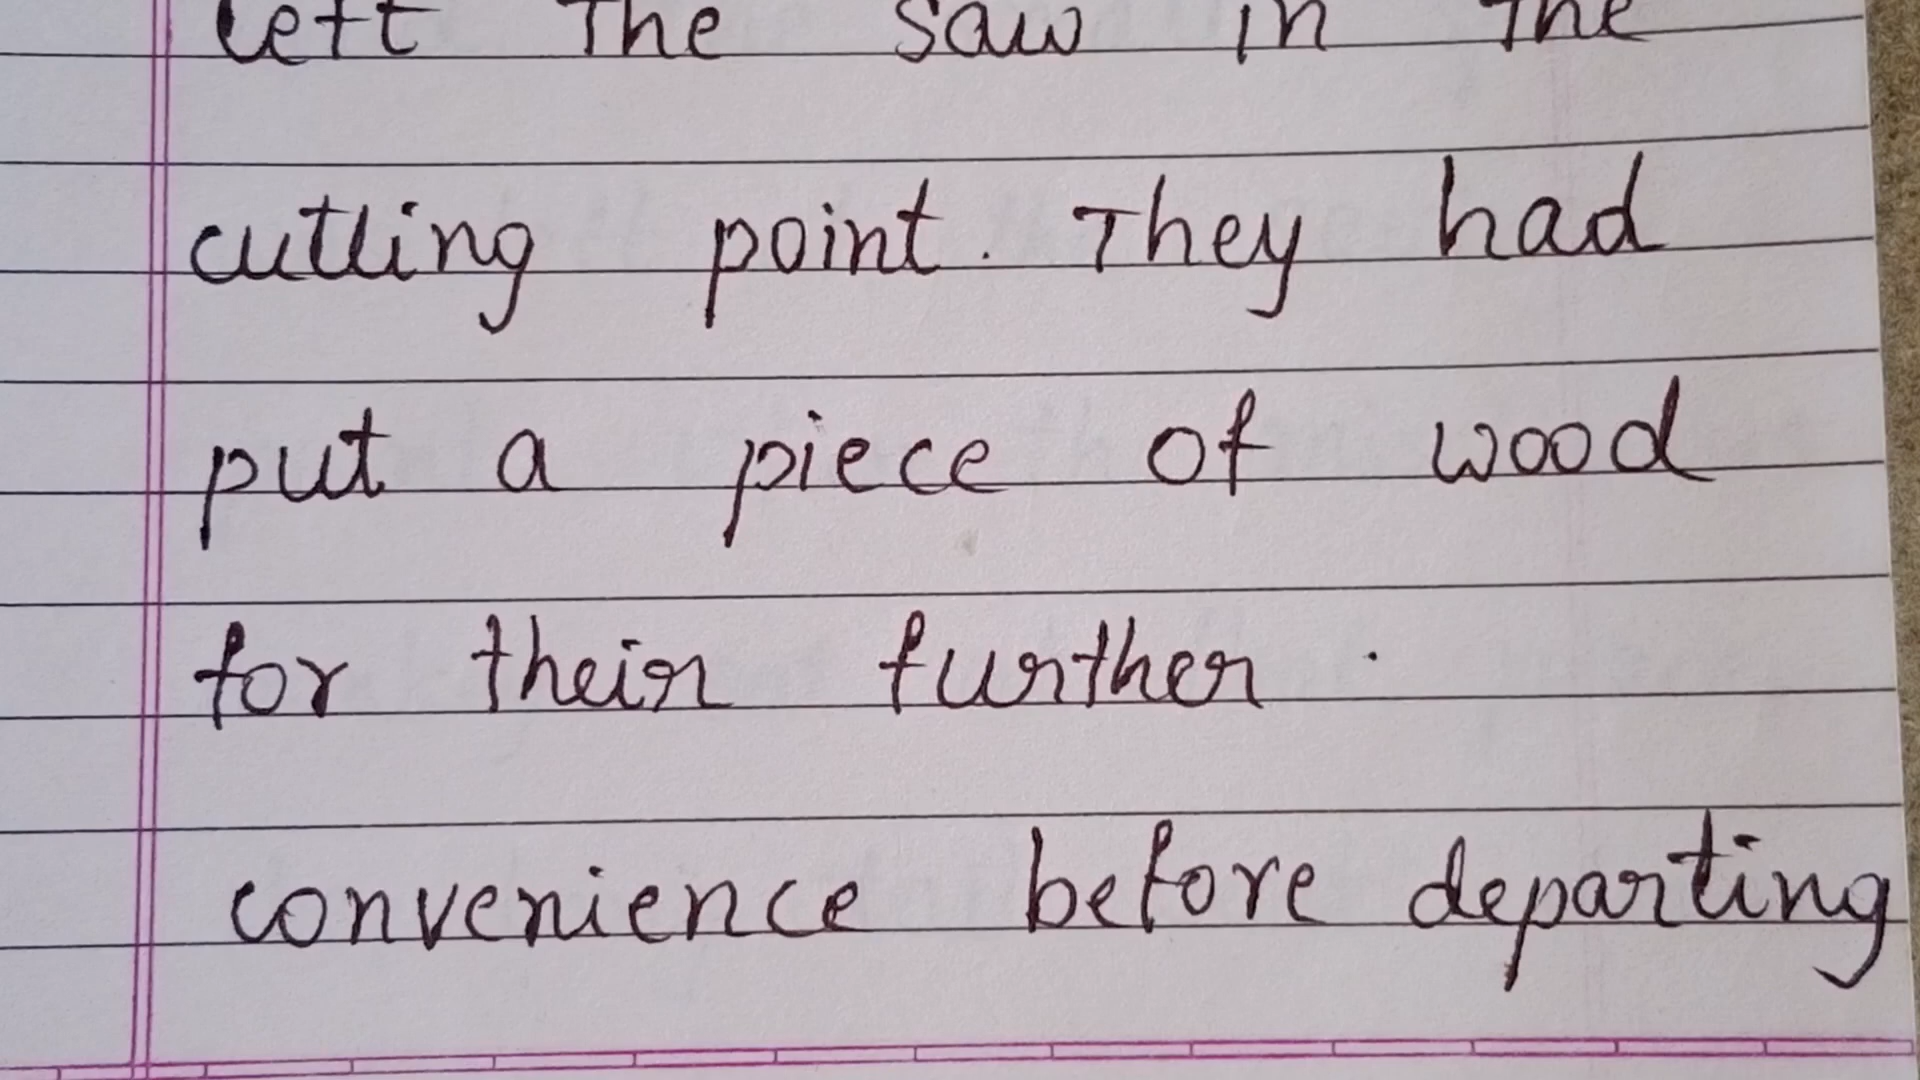 left the saw in the
cutting point. They had
put a piece of wood
for their further .
convenience before departing